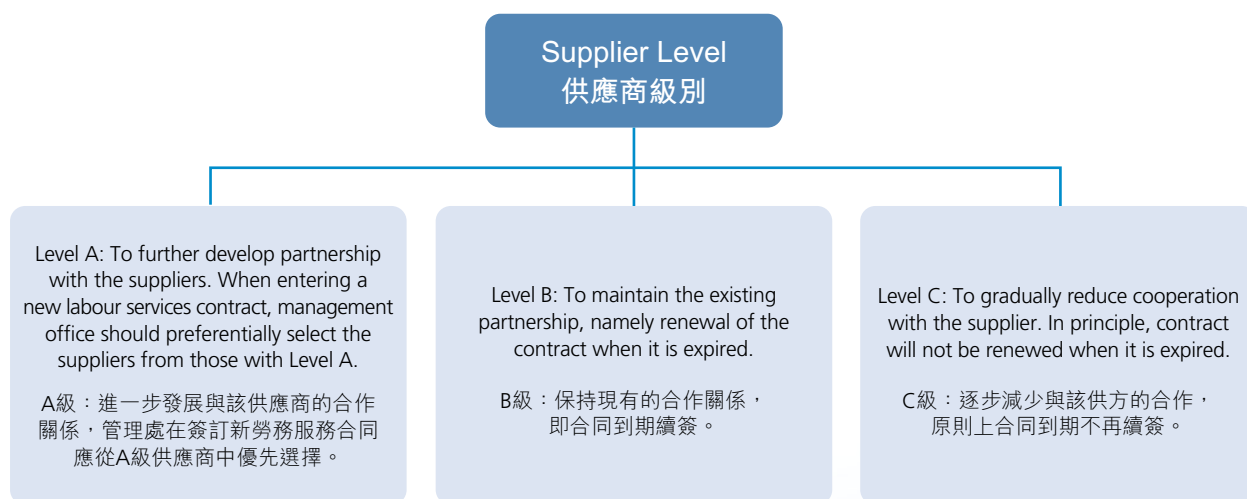 Supplier Level
供應商級別
Level A: To further develop partnership
with the suppliers. When entering a
new labour services contract, management
office should preferentially select the
suppliers from those with Level A.
A級：進一步發展與該供應商的合作
關係，管理處在簽訂新勞務服務合同
應從A級供應商中優先選擇。
Level B: To maintain the existing
partnership, namely renewal of the
contract when it is expired.
B級：保持現有的合作關係，
即合同到期續簽。
Level C: To gradually reduce cooperation
with the supplier. In principle, contract
will not be renewed when it is expired.
C級：逐步減少與該供方的合作，
原則上合同到期不再續簽。